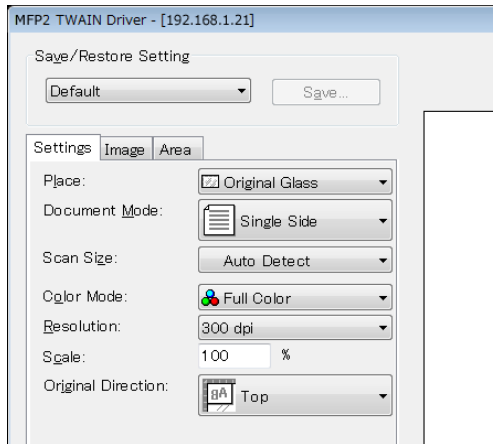 MFP2 TWAIN Driver - [192.168.1.21]
Save/Restore Setting
Default Save...
Settings Image Area
Place: Original Glass
Document Mode: Single Side
Scan Size: Auto Detect
Color Mode: Full Color
Resolution: 300 dpi
Scale: 100 %
Original Direction: AB Top